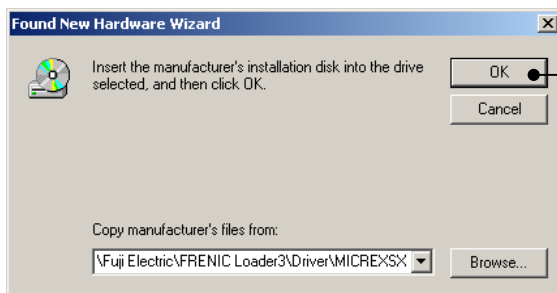 Found New Hardware Wizard
Insert the manufacturer's installation disk into the drive
selected, and then click OK.
OK
Cancel
Copy manufacturer's files from:
\Fuji Electric\FRENIC Loader3\Driver\MICREXSX
Browse...